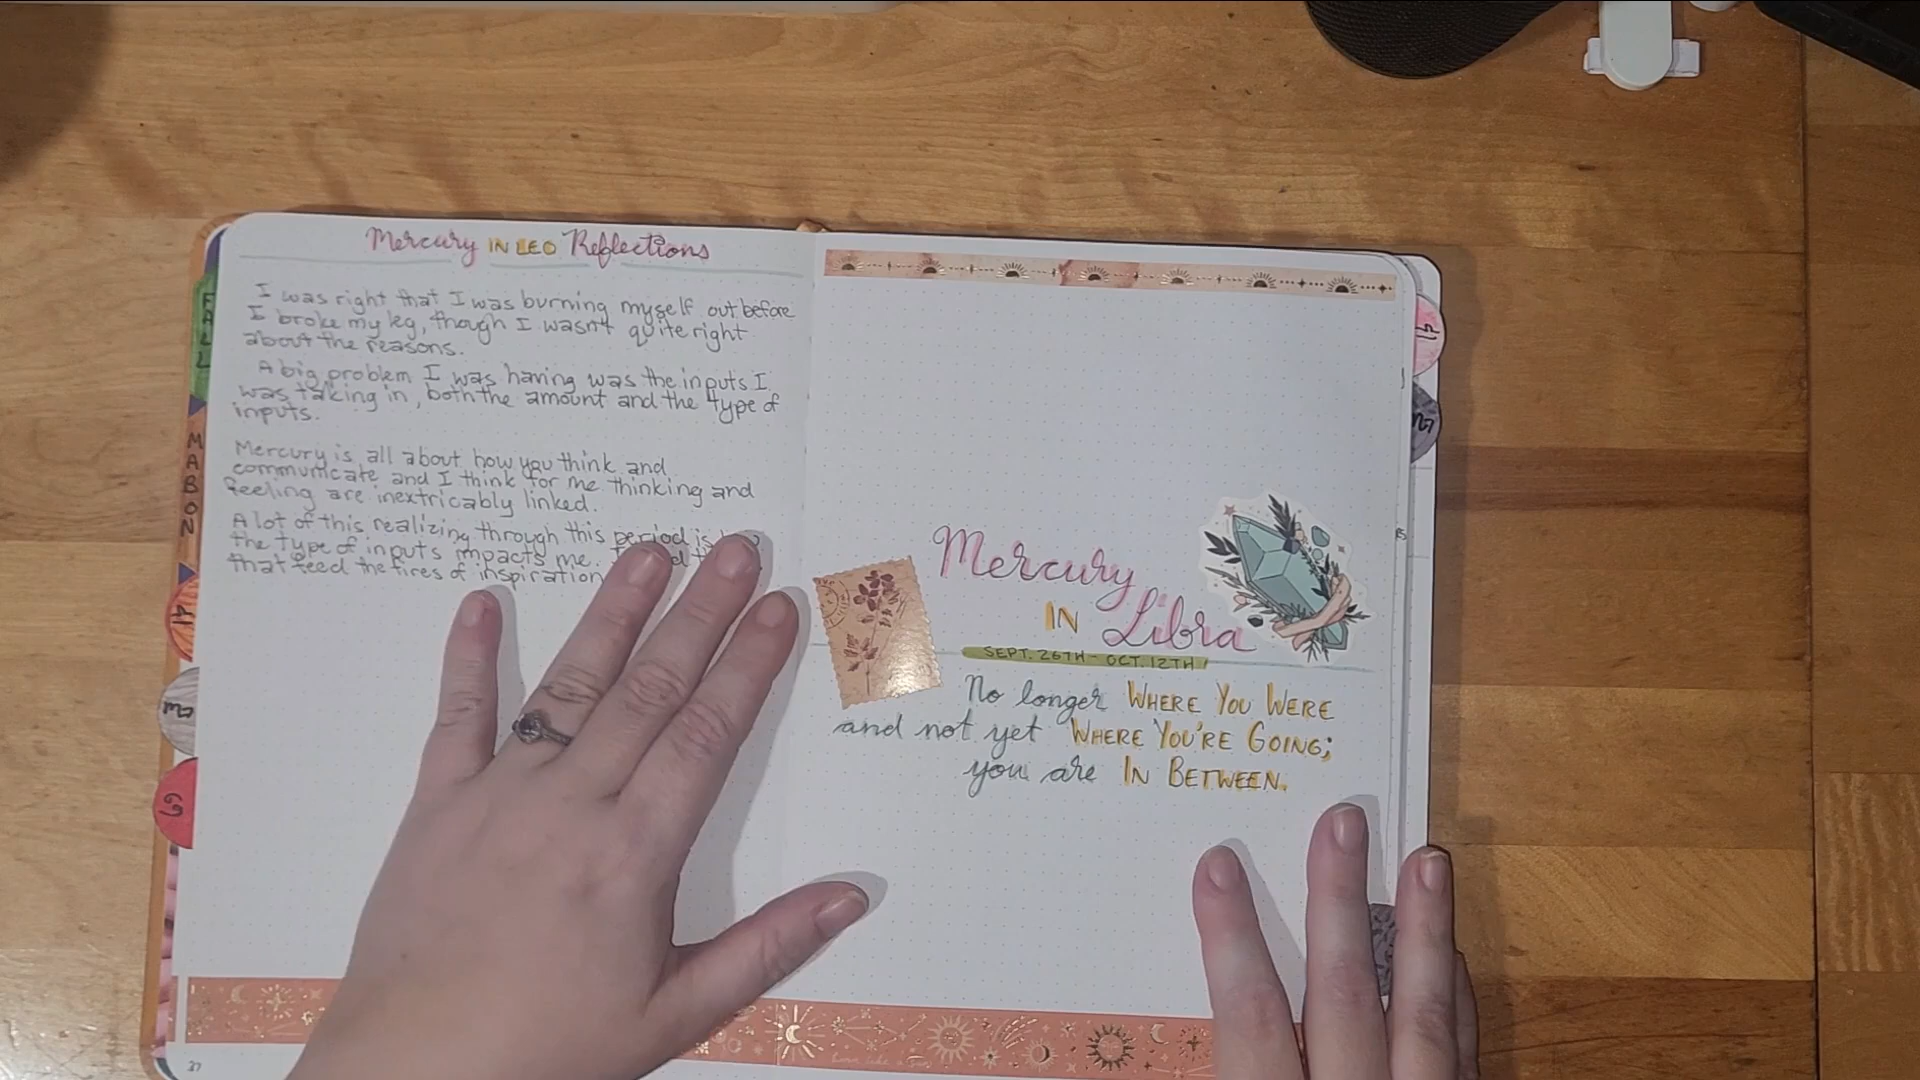 Mercury IN LEO Reflections
I was right that I was burning myself out before
I broke my leg, though I wasn't quite right
about the reasons.
A big problem I was having was the inputs I
was taking in, both the amount and the type of
inputs.
Mercury is all about how you think and
communicate and I think for me thinking and
feeling are inextricably linked.
A lot of this realizing through this period is
the type of inputs impacts me.
that feed the fires of inspiration
37
FALL
MABON
Mercury
IN Libra
SEPT. 26TH - OCT. 12TH
No longer WHERE YOU WERE
and not yet WHERE YOU'RE GOING;
you are IN BETWEEN.